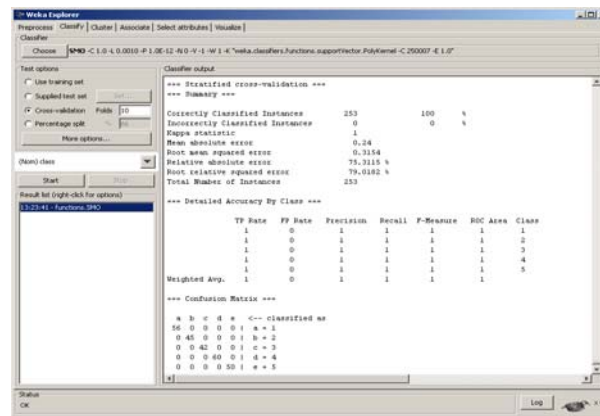 Weka Explorer
Preprocess Classify Cluster Associate Select attributes Visualize
Classifier
Choose SMO -C 1.0 -L 0.0010 -P 1.0E-12 -N 0 -V -1 -W 1 -K "weka.classifiers.functions.supportVector.PolyKernel -C 250007 -E 1.0"
Test options
Use training set
Supplied test set Set...
Cross-validation Folds 10
Percentage split %
More options...
(Nom) class
Start Stop
Result list (right-click for options)
13:23:41 - functions.SMO
Classifier output
=== Stratified cross-validation ===
=== Summary ===
Correctly Classified Instances 253 100 %
Incorrectly Classified Instances 0 0 %
Kappa statistic 1
Mean absolute error 0.24
Root mean squared error 0.3154
Relative absolute error 75.3115 %
Root relative squared error 79.0182 %
Total Number of Instances 253
=== Detailed Accuracy By Class ===
TP Rate FP Rate Precision Recall F-Measure ROC Area Class
1 0 1 1 1 1 1
1 0 1 1 1 1 2
1 0 1 1 1 1 3
1 0 1 1 1 1 4
1 0 1 1 1 1 5
Weighted Avg. 1 0 1 1 1 1
=== Confusion Matrix ===
a b c d e <-- classified as
56 0 0 0 0 | a = 1
0 45 0 0 0 | b = 2
0 0 42 0 0 | c = 3
0 0 0 60 0 | d = 4
0 0 0 0 50 | e = 5
Status
OK
Log
x